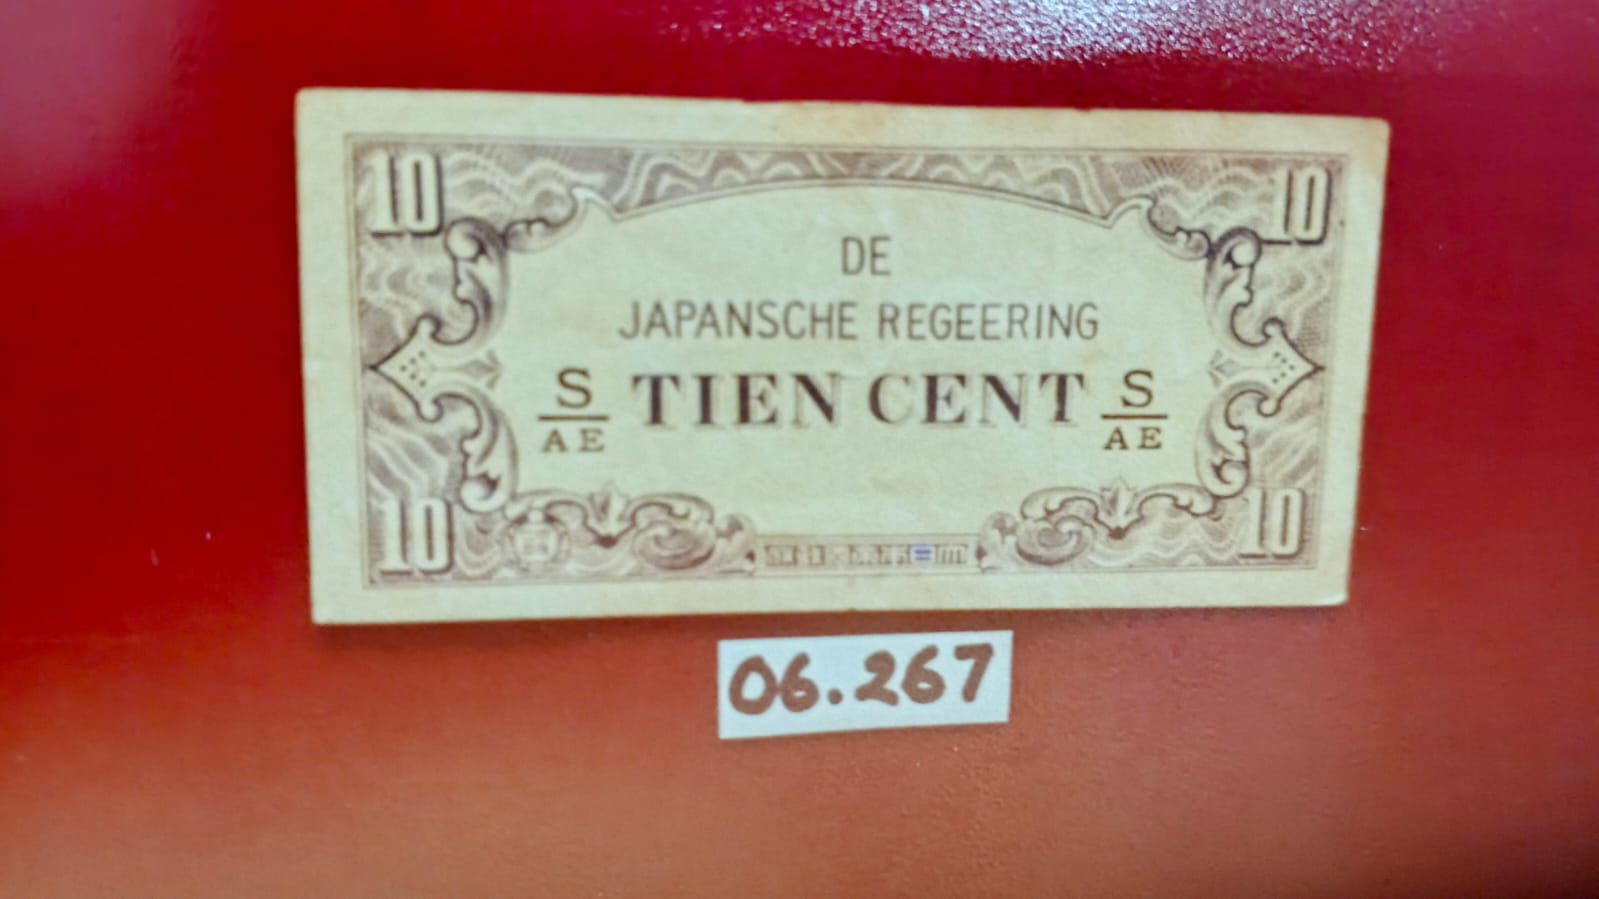 10 10
DE
JAPANSCHE REGEERING
S TIEN CENT S
AE AE
10 10
06.267